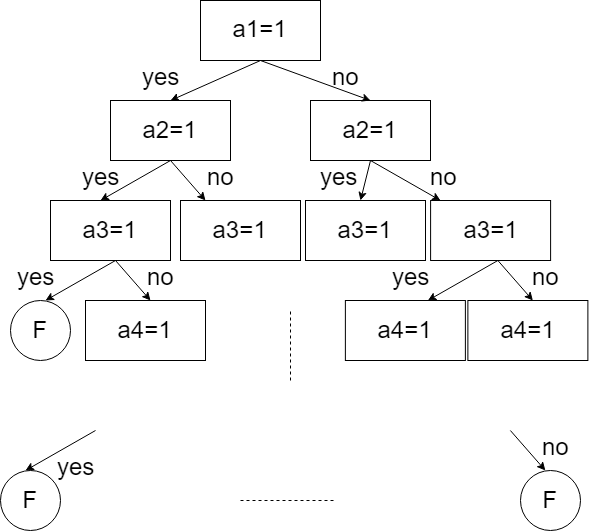 a1=1
yes
no
a2=1
a2=1
yes
no
yes
no
a3=1
a3=1
a3=1
a3=1
yes
no
yes
no
F
a4=1
a4=1
a4=1
yes
no
F
F